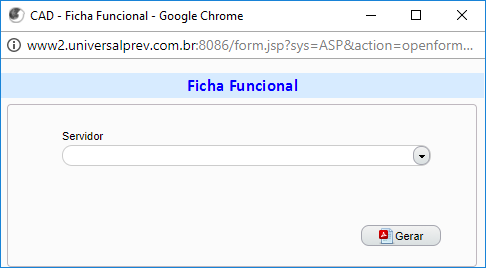 CAD - Ficha Funcional - Google Chrome
www2.universalprev.com.br:8086/form.jsp?sys=ASP&action=openform...
Ficha Funcional
Servidor
Gerar